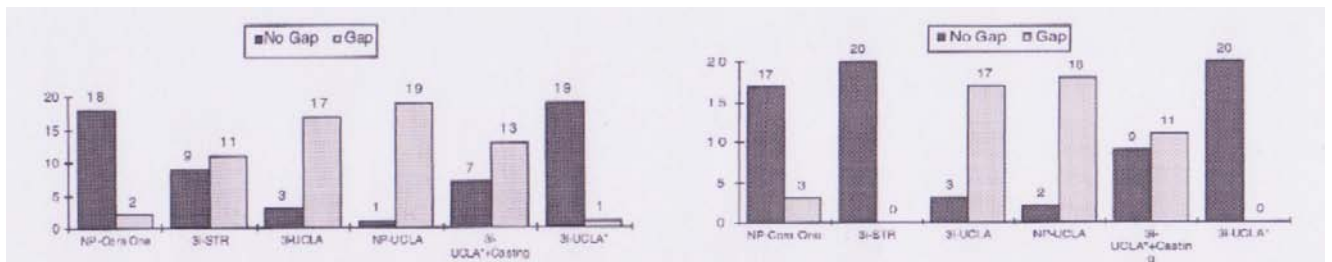 No Gap Gap
18 2 9 11 3 17 1 19 7 13 19 1
20
15
10
5
0
NP-Cera One 3i-STR 3i-UCLA NP-UCLA 3i- 3i-UCLA*
UCLA*+Casting
No Gap Gap
17 3 20 0 3 17 2 18 9 11 20 0
20
15
10
5
0
NP-Cera One 3i-STR 3i-UCLA NP-UCLA 3i- 3i-UCLA*
UCLA*+Castin
g